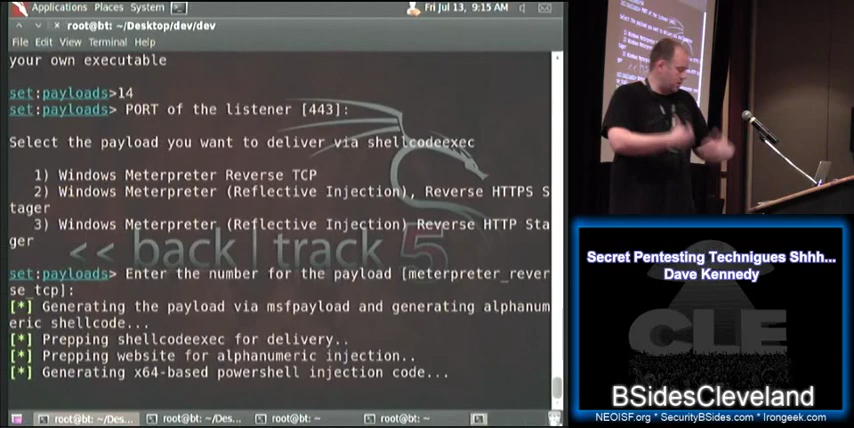 Applications Places System
Fri Jul 13, 9:15 AM
root@bt: ~/Desktop/dev/dev
File Edit View Terminal Help
your own executable
set:payloads>14
set:payloads> PORT of the listener [443]:
Select the payload you want to deliver via shellcodeexec
1) Windows Meterpreter Reverse TCP
2) Windows Meterpreter (Reflective Injection), Reverse HTTPS S
tager
3) Windows Meterpreter (Reflective Injection) Reverse HTTP Sta
ger
<< back | track 5
set:payloads> Enter the number for the payload [meterpreter_rever
se_tcp]:
[*] Generating the payload via msfpayload and generating alphanum
eric shellcode...
[*] Prepping shellcodeexec for delivery..
[*] Prepping website for alphanumeric injection..
[*] Generating x64-based powershell injection code...
root@bt: ~/Des...
root@bt: ~/Des...
root@bt: ~
root@bt: ~
Secret Pentesting Technigues Shhh...
Dave Kennedy
CLE
BSidesCleveland
NEOISF.org * SecurityBSides.com * Irongeek.com